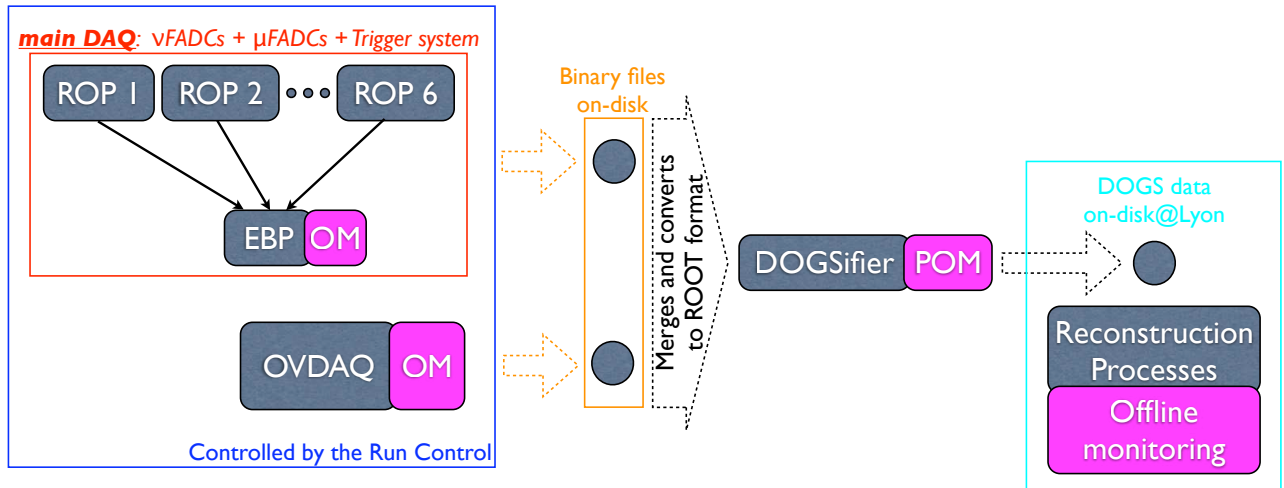 main DAQ: νFADCs + μFADCs + Trigger system
ROP 1
ROP 2
ROP 6
EBP
OM
OVDAQ
OM
Controlled by the Run Control
Binary files
on-disk
Merges and converts
to ROOT format
DOGSifier
POM
DOGS data
on-disk@Lyon
Reconstruction
Processes
Offline
monitoring